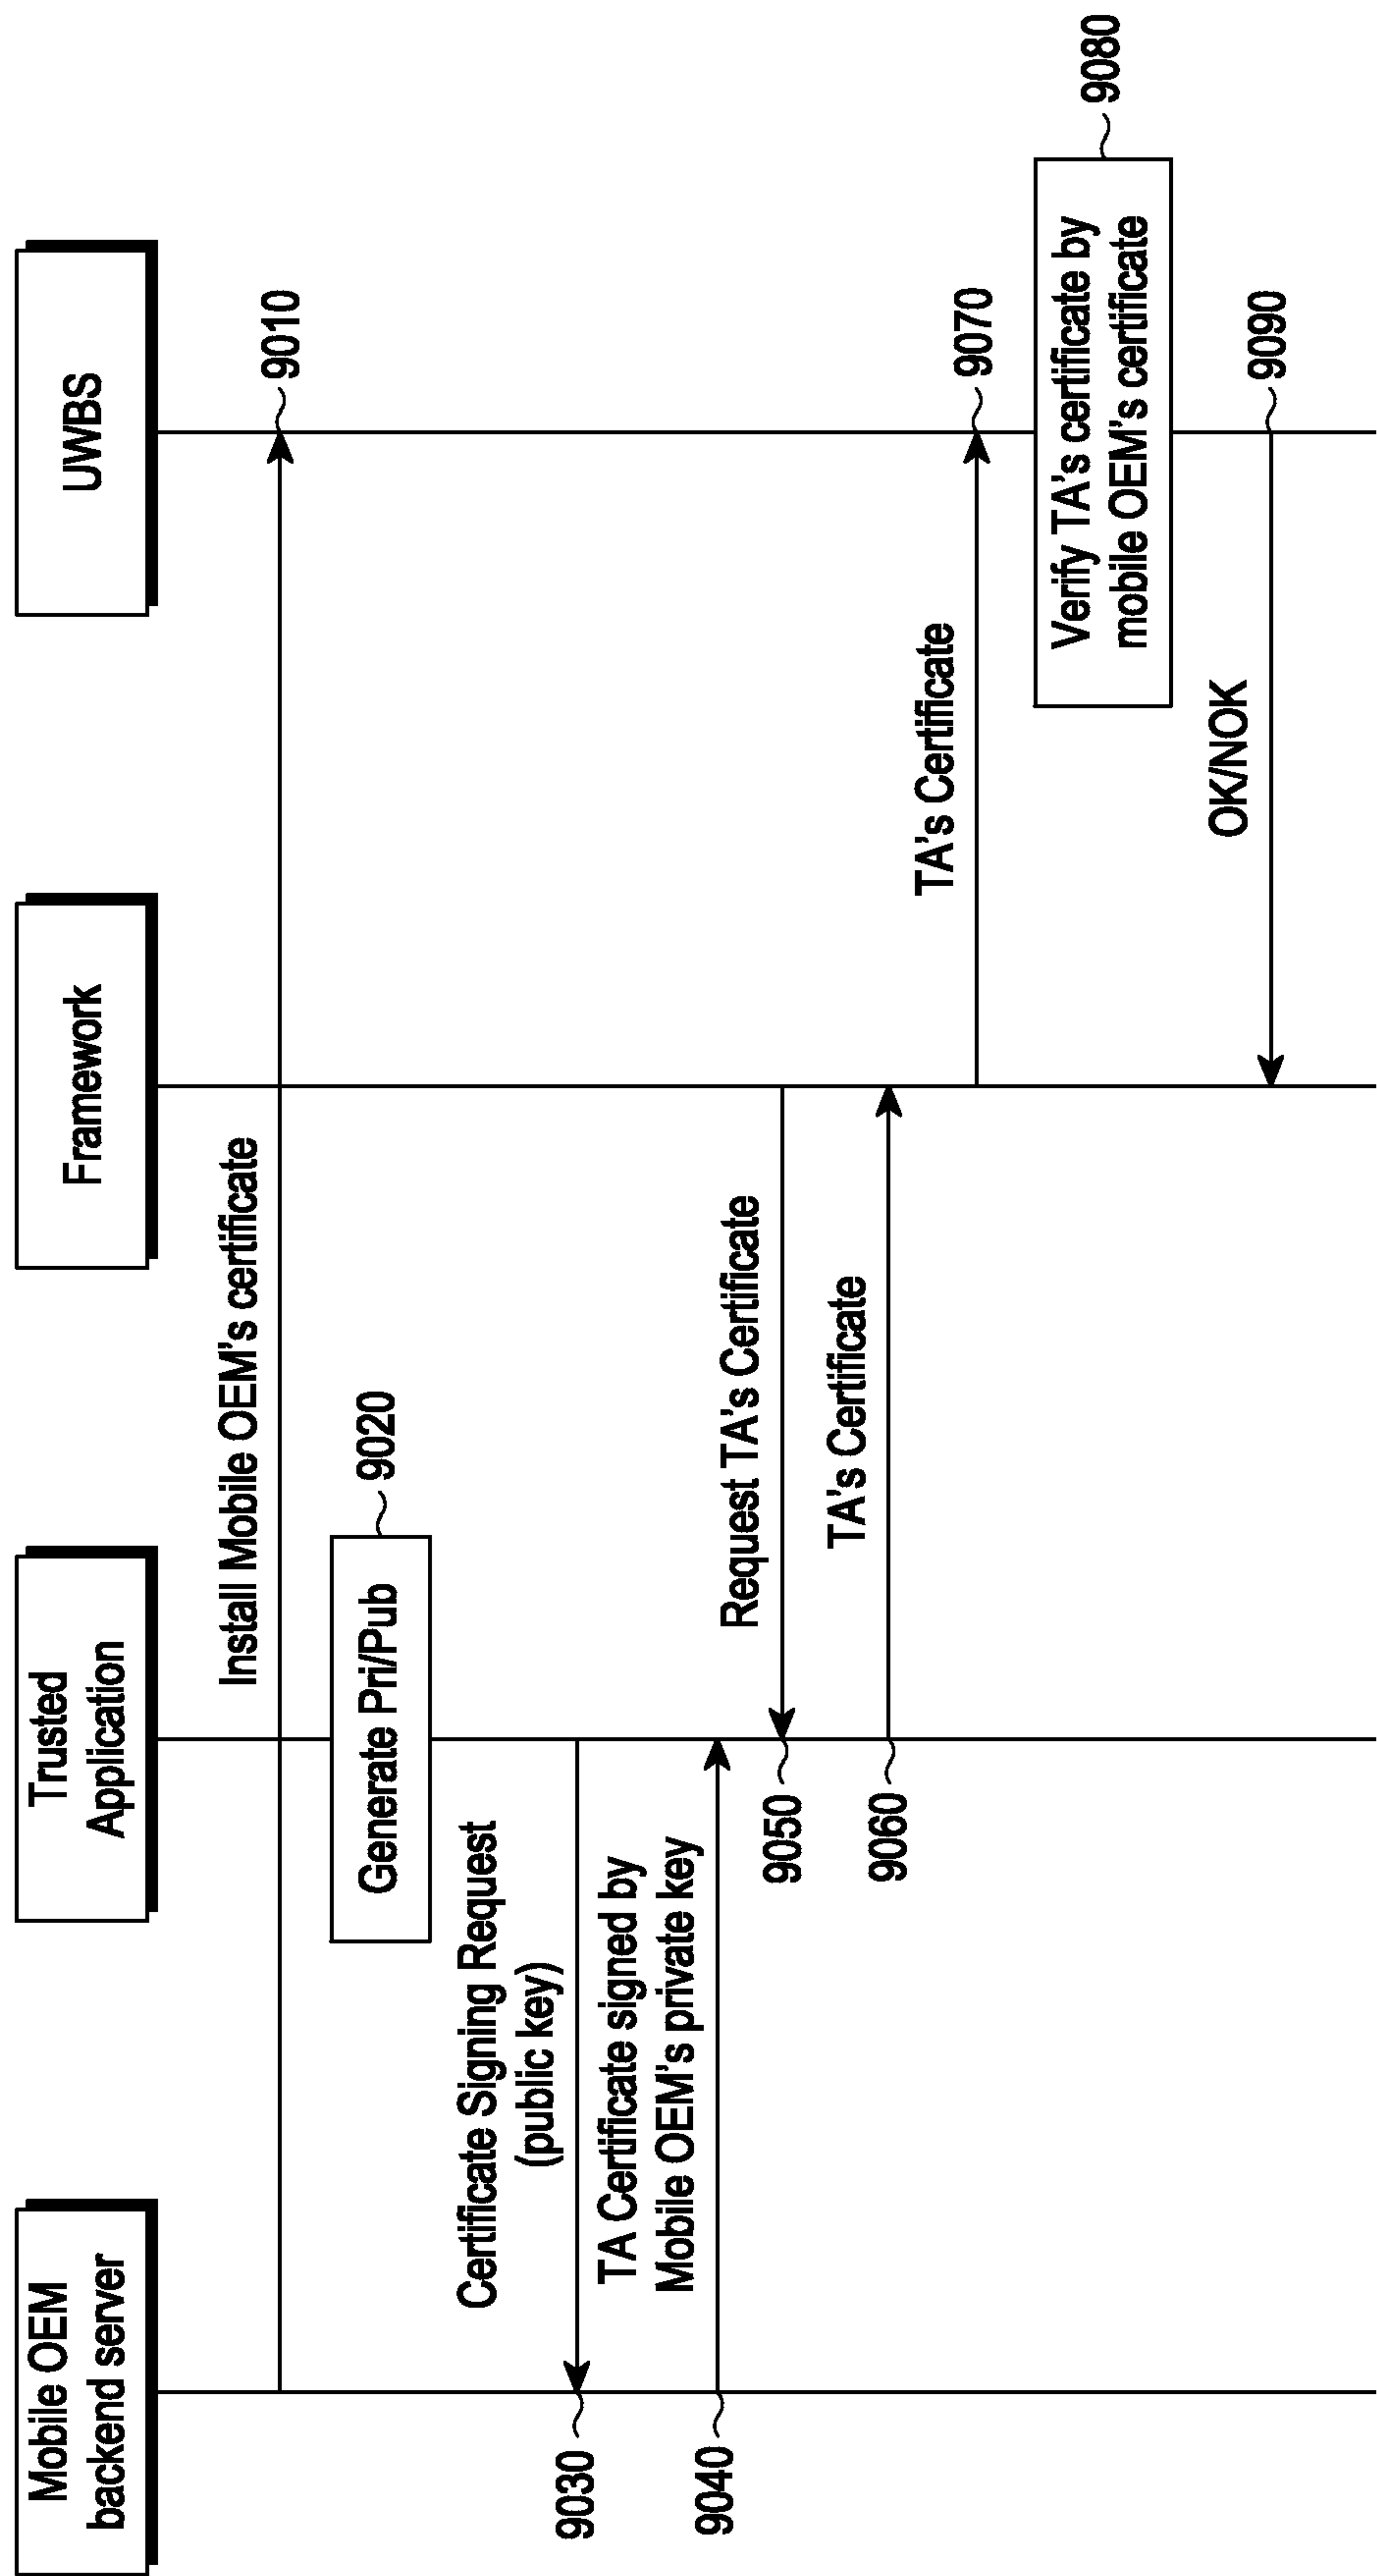 Mobile OEM
backend server
Trusted
Application
Framework
UWBS
Install Mobile OEM's certificate
9010
Generate Pri/Pub
9020
Certificate Signing Request
(public key)
9030
TA Certificate signed by
Mobile OEM's private key
9040
Request TA's Certificate
9050
TA's Certificate
9060
TA's Certificate
9070
Verify TA's certificate by
mobile OEM's certificate
9080
OK/NOK
9090